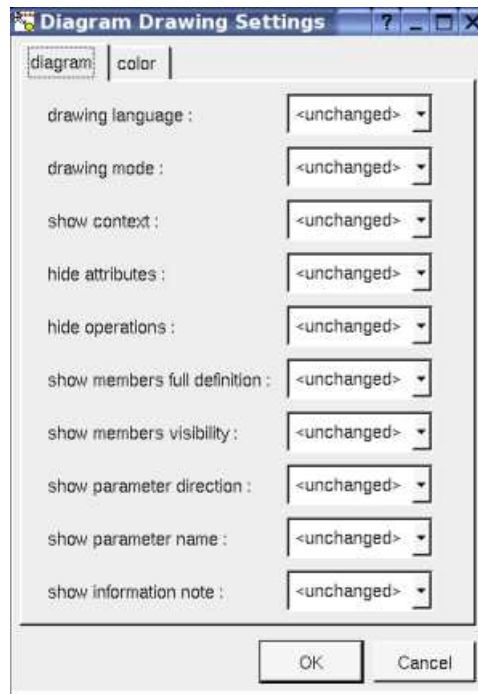 Diagram Drawing Settings ? _ X
diagram color
drawing language : <unchanged>
drawing mode : <unchanged>
show context : <unchanged>
hide attributes : <unchanged>
hide operations : <unchanged>
show members full definition : <unchanged>
show members visibility : <unchanged>
show parameter direction : <unchanged>
show parameter name : <unchanged>
show information note : <unchanged>
OK Cancel